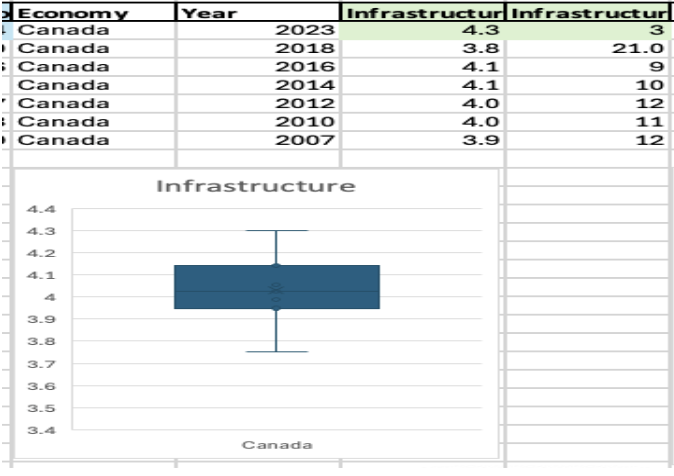 Economy Year Infrastructur Infrastructur
Canada 2023 4.3 3
Canada 2018 3.8 21.0
Canada 2016 4.1 9
Canada 2014 4.1 10
Canada 2012 4.0 12
Canada 2010 4.0 11
Canada 2007 3.9 12
Infrastructure
4.4
4.3
4.2
4.1
4
3.9
3.8
3.7
3.6
3.5
3.4
Canada